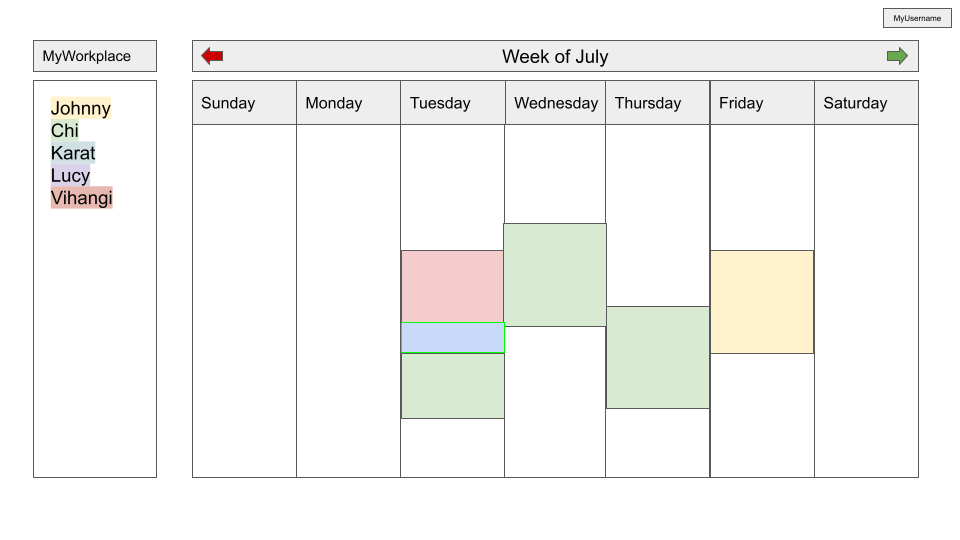 MyUsername
MyWorkplace
Week of July
Sunday
Monday
Tuesday
Wednesday
Thursday
Friday
Saturday
Johnny
Chi
Karat
Lucy
Vihangi